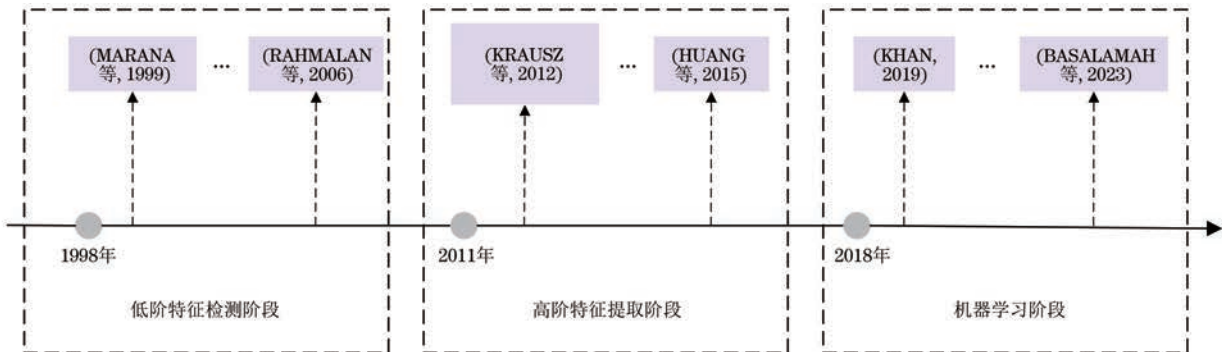 (MARANA
等, 1999)
...
(RAHMALAN
等, 2006)
(KRAUSZ
等, 2012)
...
(HUANG
等, 2015)
(KHAN,
2019)
...
(BASALAMAH
等, 2023)
1998年
2011年
2018年
低阶特征检测阶段
高阶特征提取阶段
机器学习阶段